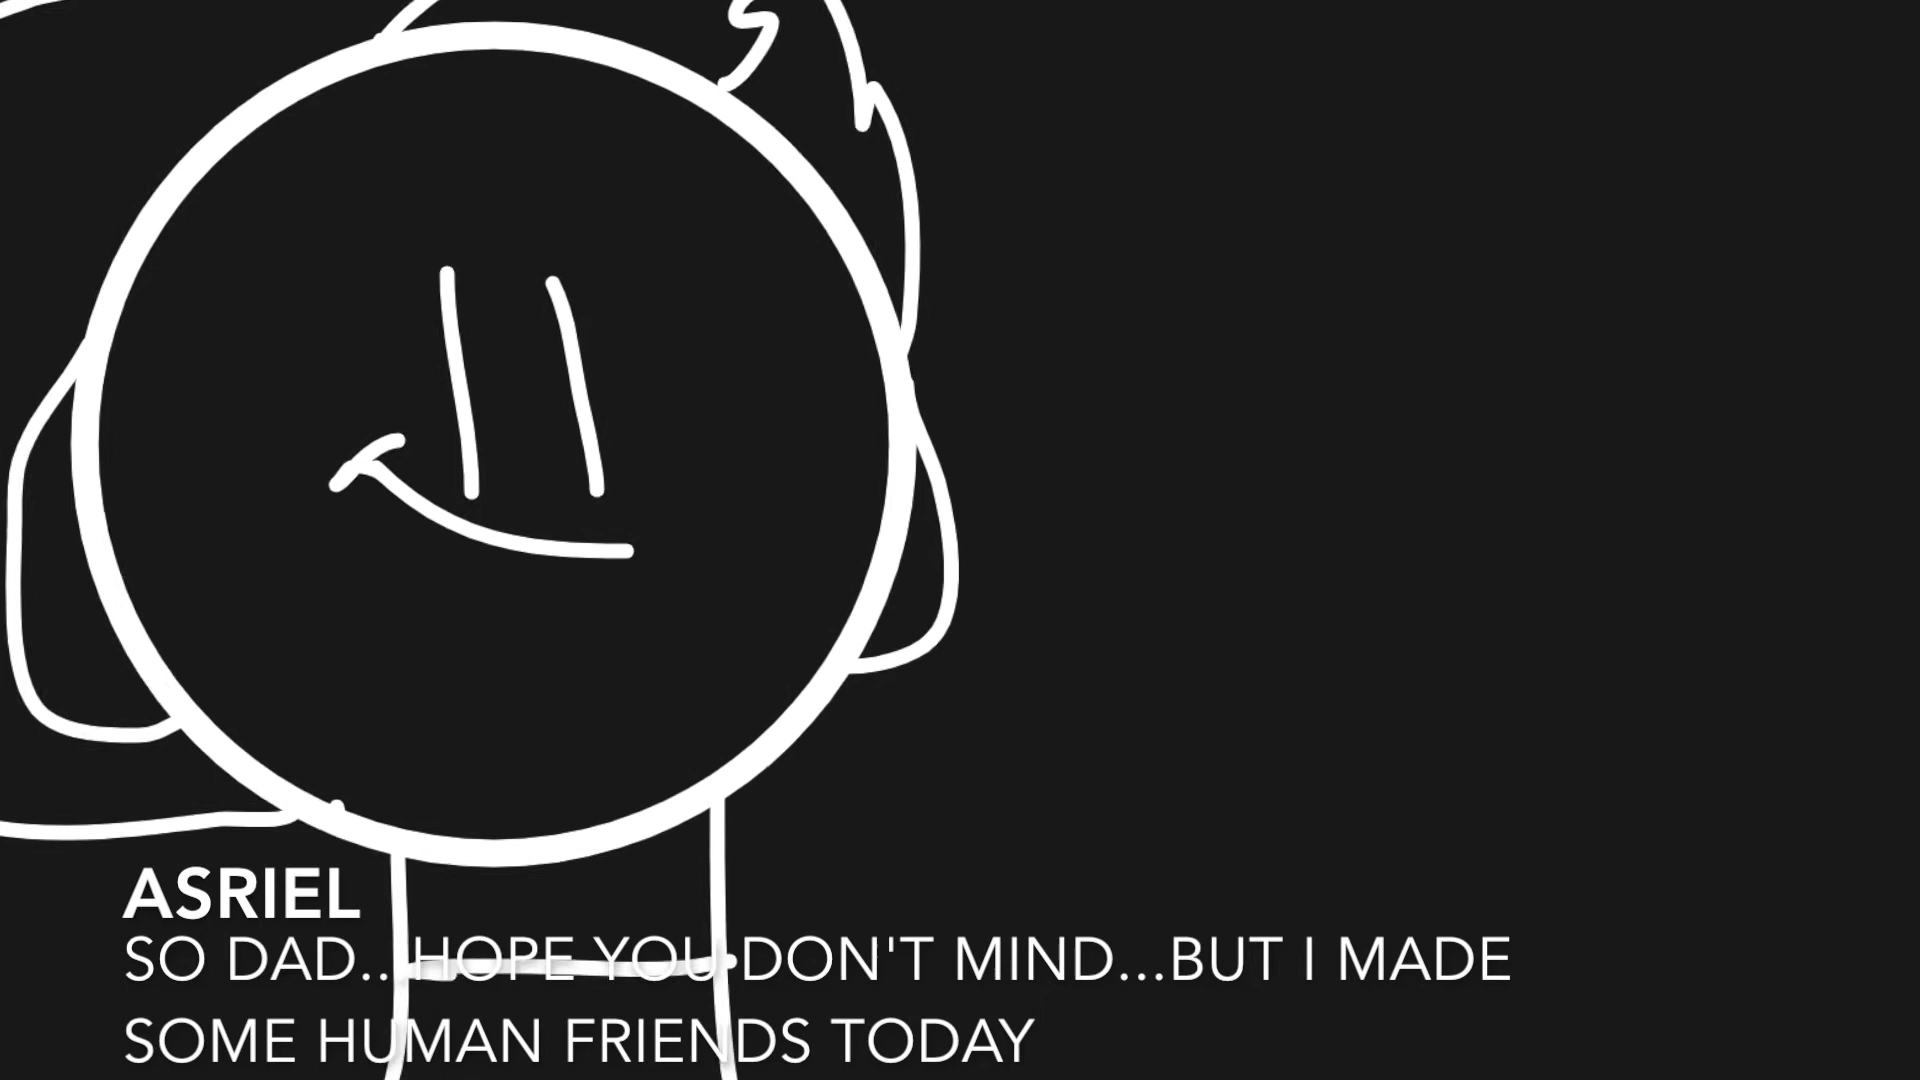 ASRIEL
SO DAD...HOPE YOU DON'T MIND...BUT I MADE
SOME HUMAN FRIENDS TODAY